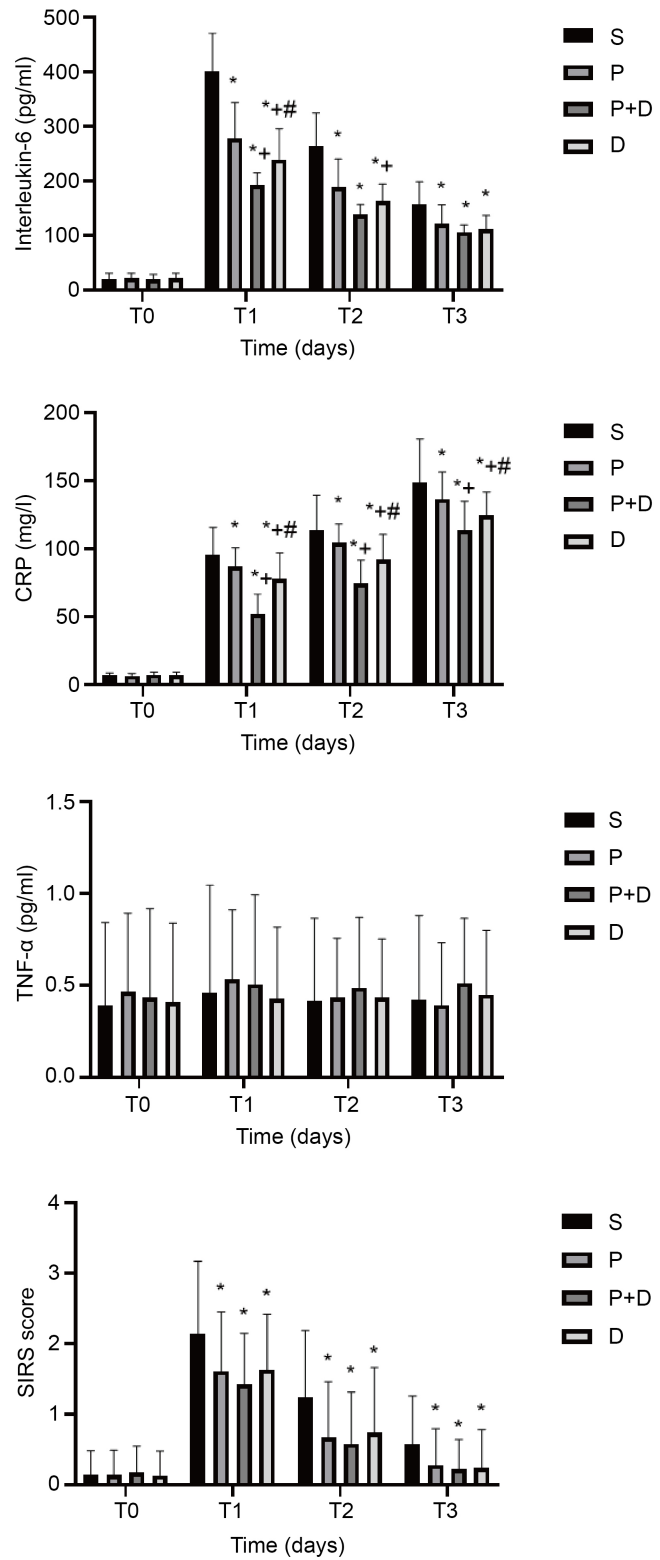 Interleukin-6 (pg/ml)
500
400
300
200
100
0
* *+ *+#
* * *+
* * *
T0 T1 T2 T3
Time (days)
S
P
P+D
D
CRP (mg/l)
200
150
100
50
0
* *+ *+#
* *+ *+#
* *+ *+#
T0 T1 T2 T3
Time (days)
S
P
P+D
D
TNF-α (pg/ml)
1.5
1.0
0.5
0.0
T0 T1 T2 T3
Time (days)
S
P
P+D
D
SIRS score
4
3
2
1
0
* * *
* * *
* * *
T0 T1 T2 T3
Time (days)
S
P
P+D
D